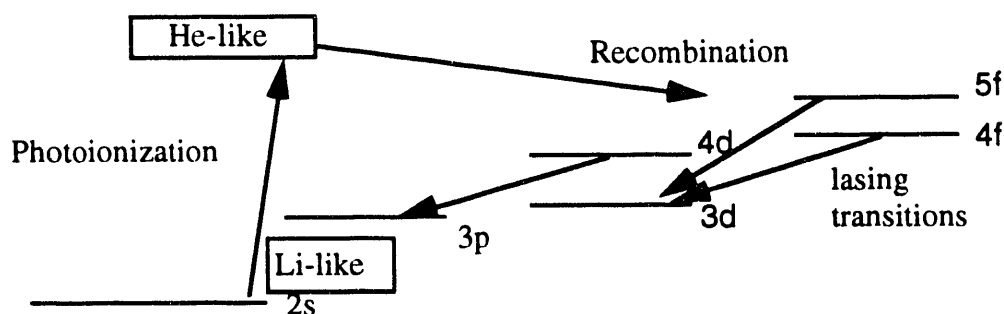 He-like
Recombination
5f
Photoionization
4d
4f
lasing
transitions
3d
3p
Li-like
2s